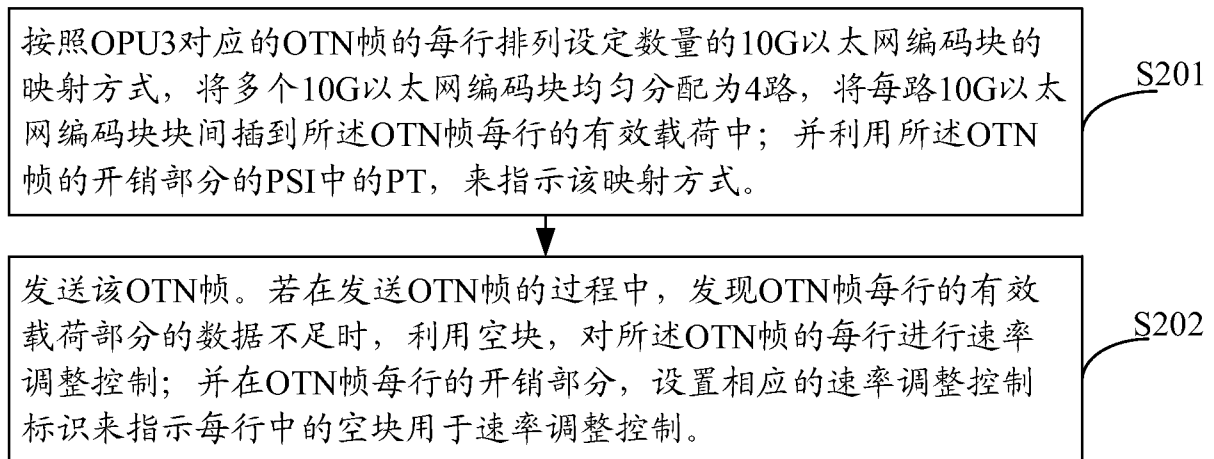 按照OPU3对应的OTN帧的每行排列设定数量的10G以太网编码块的
映射方式，将多个10G以太网编码块均匀分配为4路，将每路10G以太
网编码块块间插到所述OTN帧每行的有效载荷中；并利用所述OTN
帧的开销部分的PSI中的PT，来指示该映射方式。
S201
发送该OTN帧。若在发送OTN帧的过程中，发现OTN帧每行的有效
载荷部分的数据不足时，利用空块，对所述OTN帧的每行进行速率
调整控制；并在OTN帧每行的开销部分，设置相应的速率调整控制
标识来指示每行中的空块用于速率调整控制。
S202